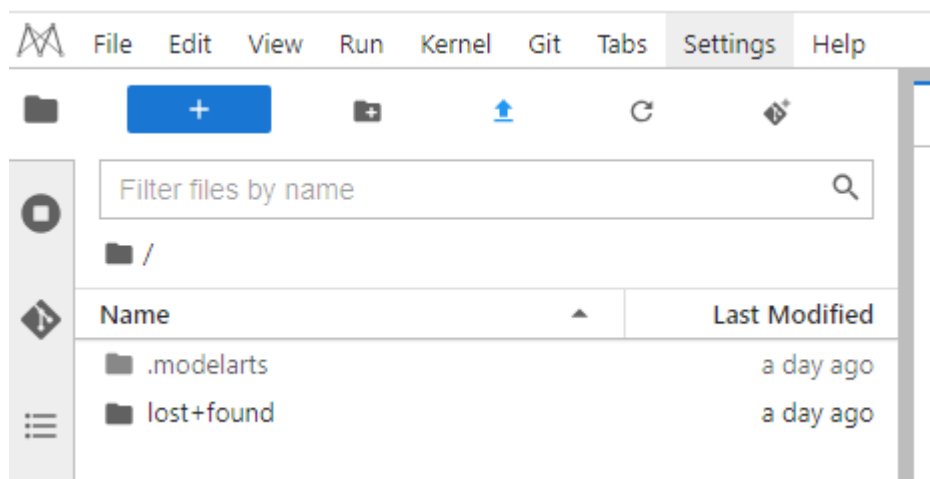 File Edit View Run Kernel Git Tabs Settings Help
Filter files by name
/
Name Last Modified
.modelarts a day ago
lost+found a day ago